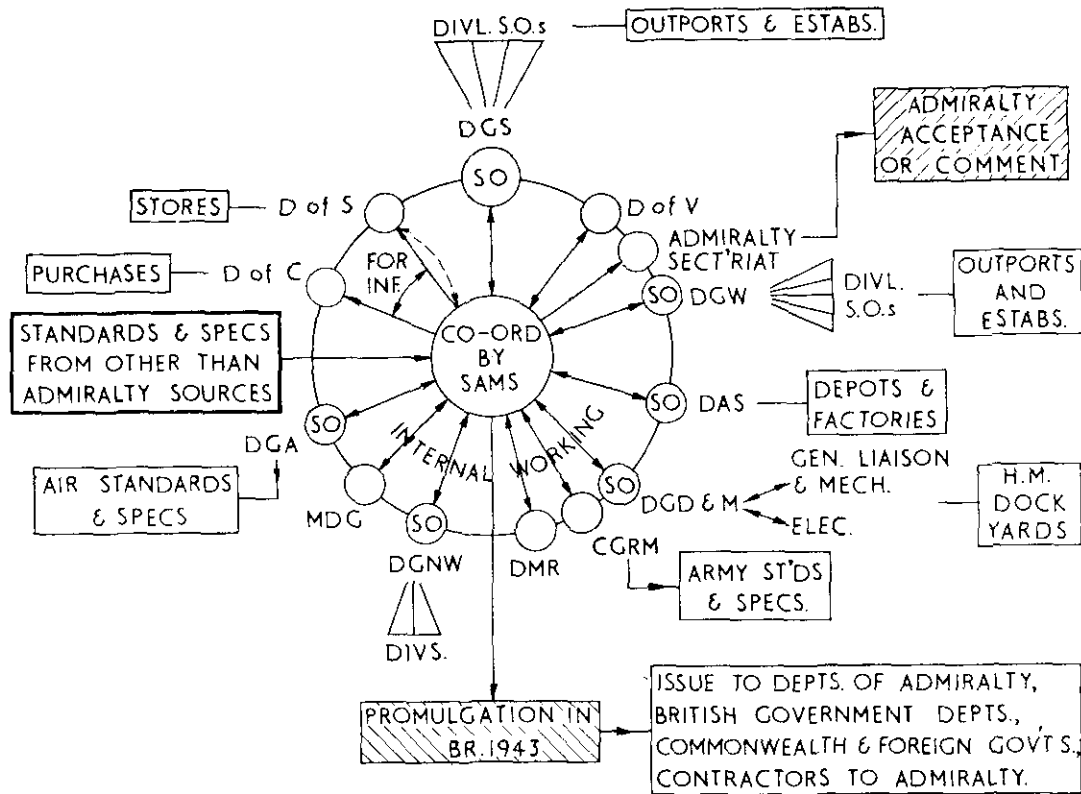 DIVL. S.O.s
OUTPORTS & ESTABS.
DGS
SO
ADMIRALTY
ACCEPTANCE
OR COMMENT
STORES
D of S
D of V
ADMIRALTY
SECT'RIAT
PURCHASES
D of C
FOR
INF.
SO
DGW
DIVL.
S.O.s
OUTPORTS
AND
ESTABS.
STANDARDS & SPECS
FROM OTHER THAN
ADMIRALTY SOURCES
CO-ORD
BY
SAMS
SO
DAS
DEPOTS &
FACTORIES
SO
DGA
INTERNAL WORKING
AIR STANDARDS
& SPECS
MDG
SO
DGNW
DIVS.
DMR
CGRM
SO
DGD & M
GEN. LIAISON
& MECH.
ELEC.
H.M.
DOCK
YARDS
ARMY ST'DS
& SPECS.
PROMULGATION IN
BR.1943
ISSUE TO DEPTS. OF ADMIRALTY,
BRITISH GOVERNMENT DEPTS.,
COMMONWEALTH & FOREIGN GOV'T S.,
CONTRACTORS TO ADMIRALTY.